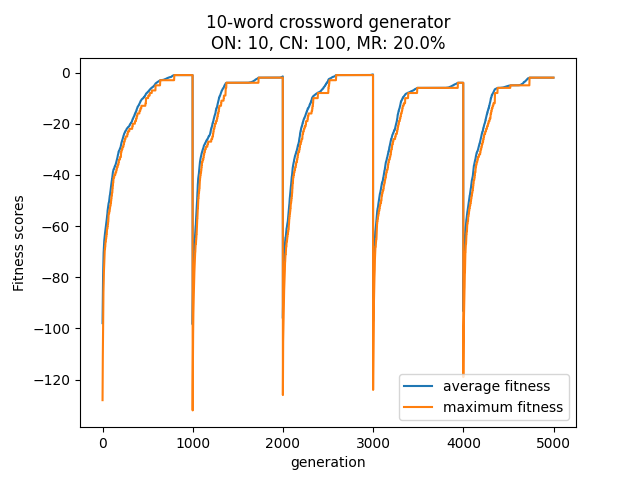 10-word crossword generator
ON: 10, CN: 100, MR: 20.0%
Fitness scores
0
−20
−40
−60
−80
−100
−120
average fitness
maximum fitness
0 1000 2000 3000 4000 5000
generation